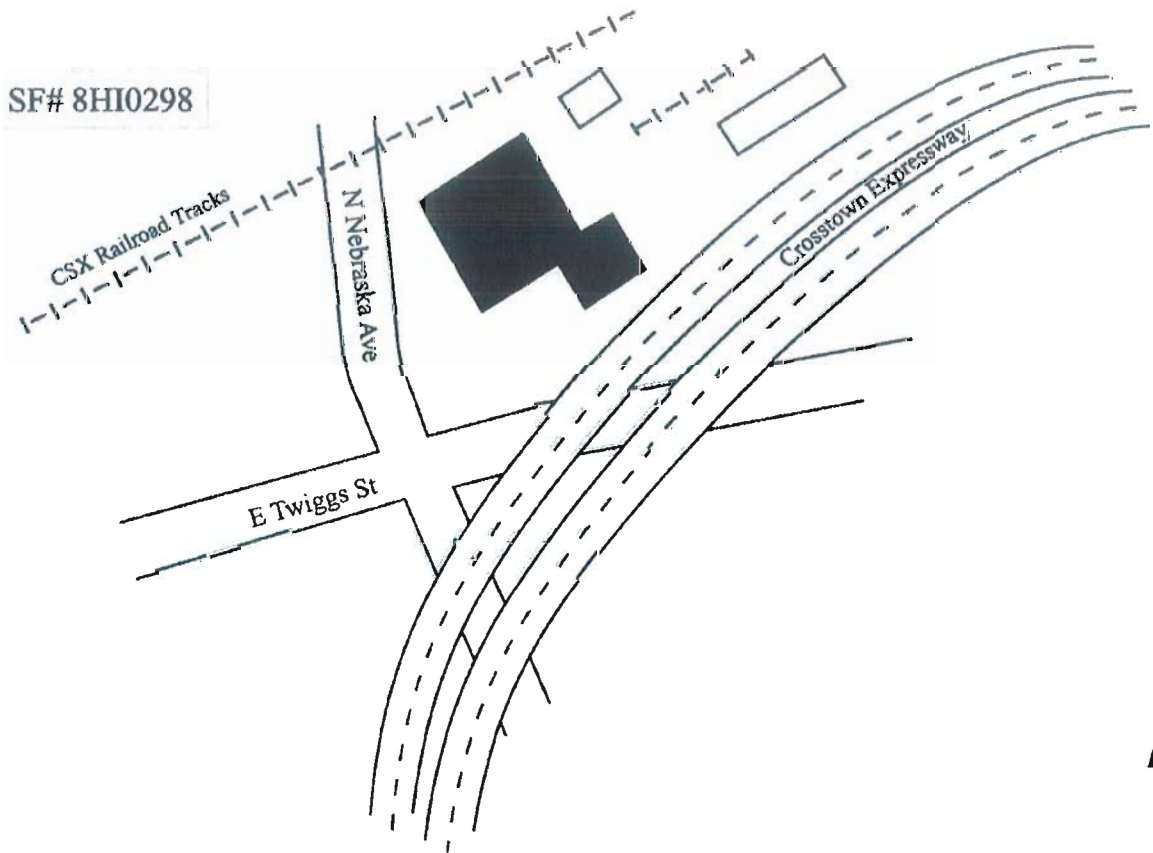 SF# 8HI0298
CSX Railroad Tracks
N Nebraska Ave
Crosstown Expressway
E Twiggs St